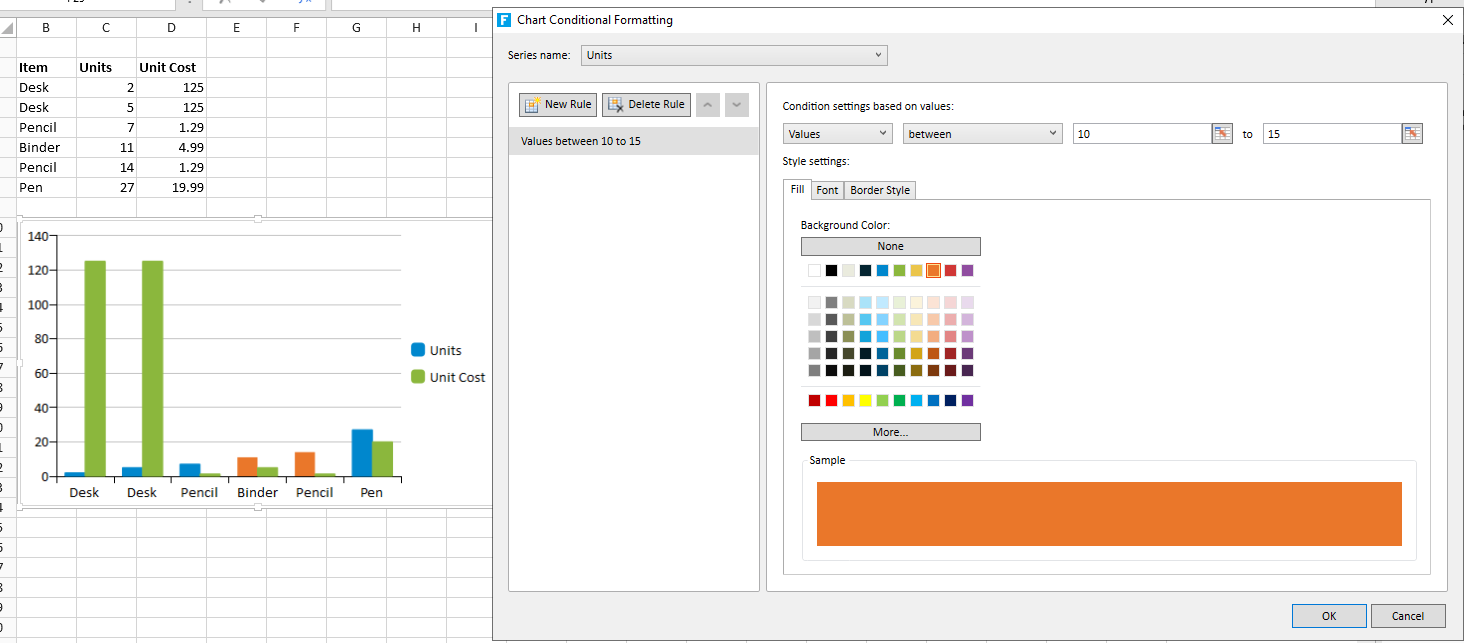 B C D E F G H I
Item Units Unit Cost
Desk 2 125
Desk 5 125
Pencil 7 1.29
Binder 11 4.99
Pencil 14 1.29
Pen 27 19.99
140
120
100
80
60
40
20
0
Desk Desk Pencil Binder Pencil Pen
Units
Unit Cost
F Chart Conditional Formatting
Series name: Units
New Rule Delete Rule
Values between 10 to 15
Condition settings based on values:
Values between 10 to 15
Style settings:
Fill Font Border Style
Background Color:
None
More...
Sample
OK Cancel